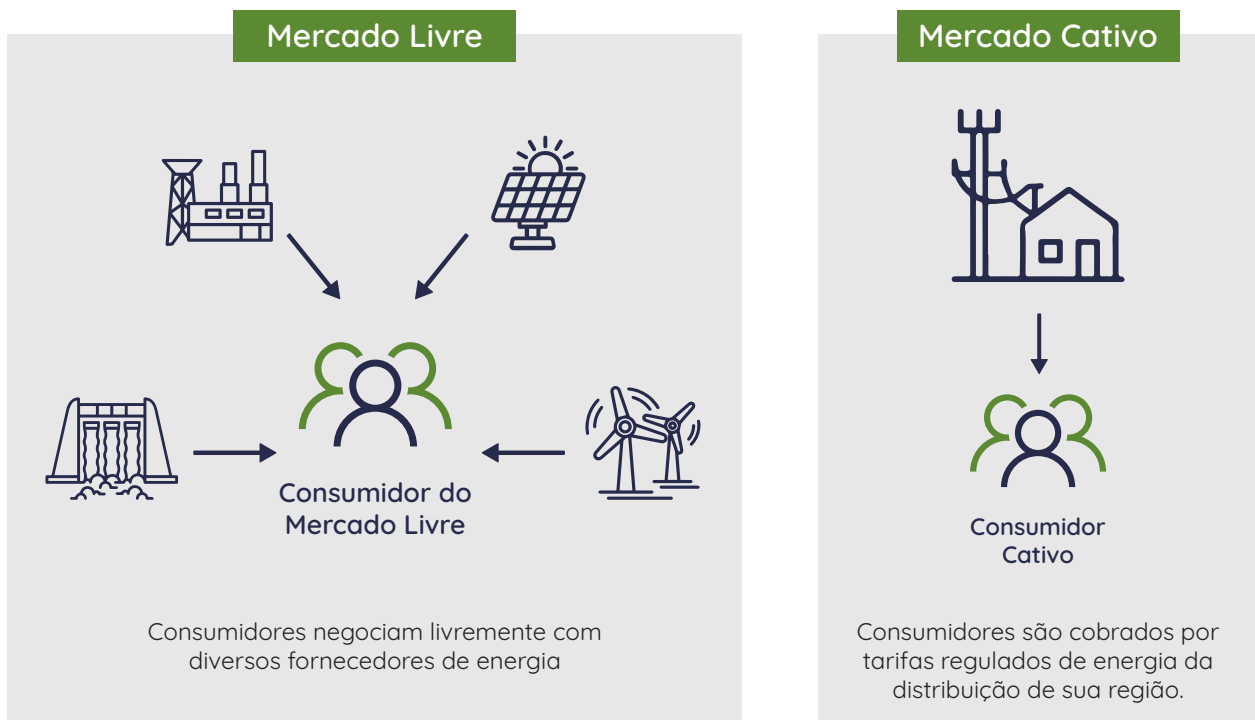 Mercado Livre
Consumidor do
Mercado Livre
Consumidores negociam livremente com
diversos fornecedores de energia
Mercado Cativo
Consumidor
Cativo
Consumidores são cobrados por
tarifas regulados de energia da
distribuição de sua região.